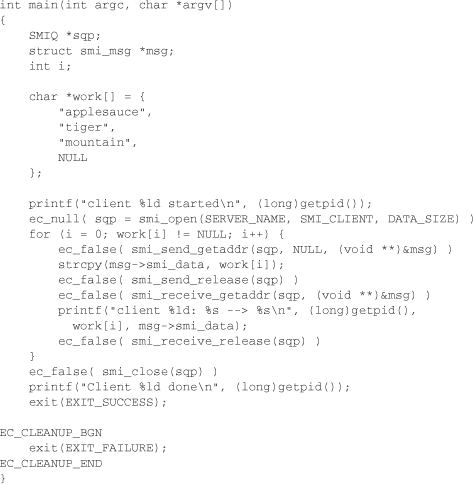 int main(int argc, char *argv[])
{
    SMIQ *sqp;
    struct smi_msg *msg;
    int i;

    char *work[] = {
        "applesauce",
        "tiger",
        "mountain",
        NULL
    };

    printf("client %ld started\n", (long)getpid());
    ec_null( sqp = smi_open(SERVER_NAME, SMI_CLIENT, DATA_SIZE) )
    for (i = 0; work[i] != NULL; i++) {
        ec_false( smi_send_getaddr(sqp, NULL, (void **)&msg) )
        strcpy(msg->smi_data, work[i]);
        ec_false( smi_send_release(sqp) )
        ec_false( smi_receive_getaddr(sqp, (void **)&msg) )
        printf("client %ld: %s --> %s\n", (long)getpid(),
          work[i], msg->smi_data);
        ec_false( smi_receive_release(sqp) )
    }
    ec_false( smi_close(sqp) )
    printf("Client %ld done\n", (long)getpid());
    exit(EXIT_SUCCESS);

EC_CLEANUP_BGN
    exit(EXIT_FAILURE);
EC_CLEANUP_END
}